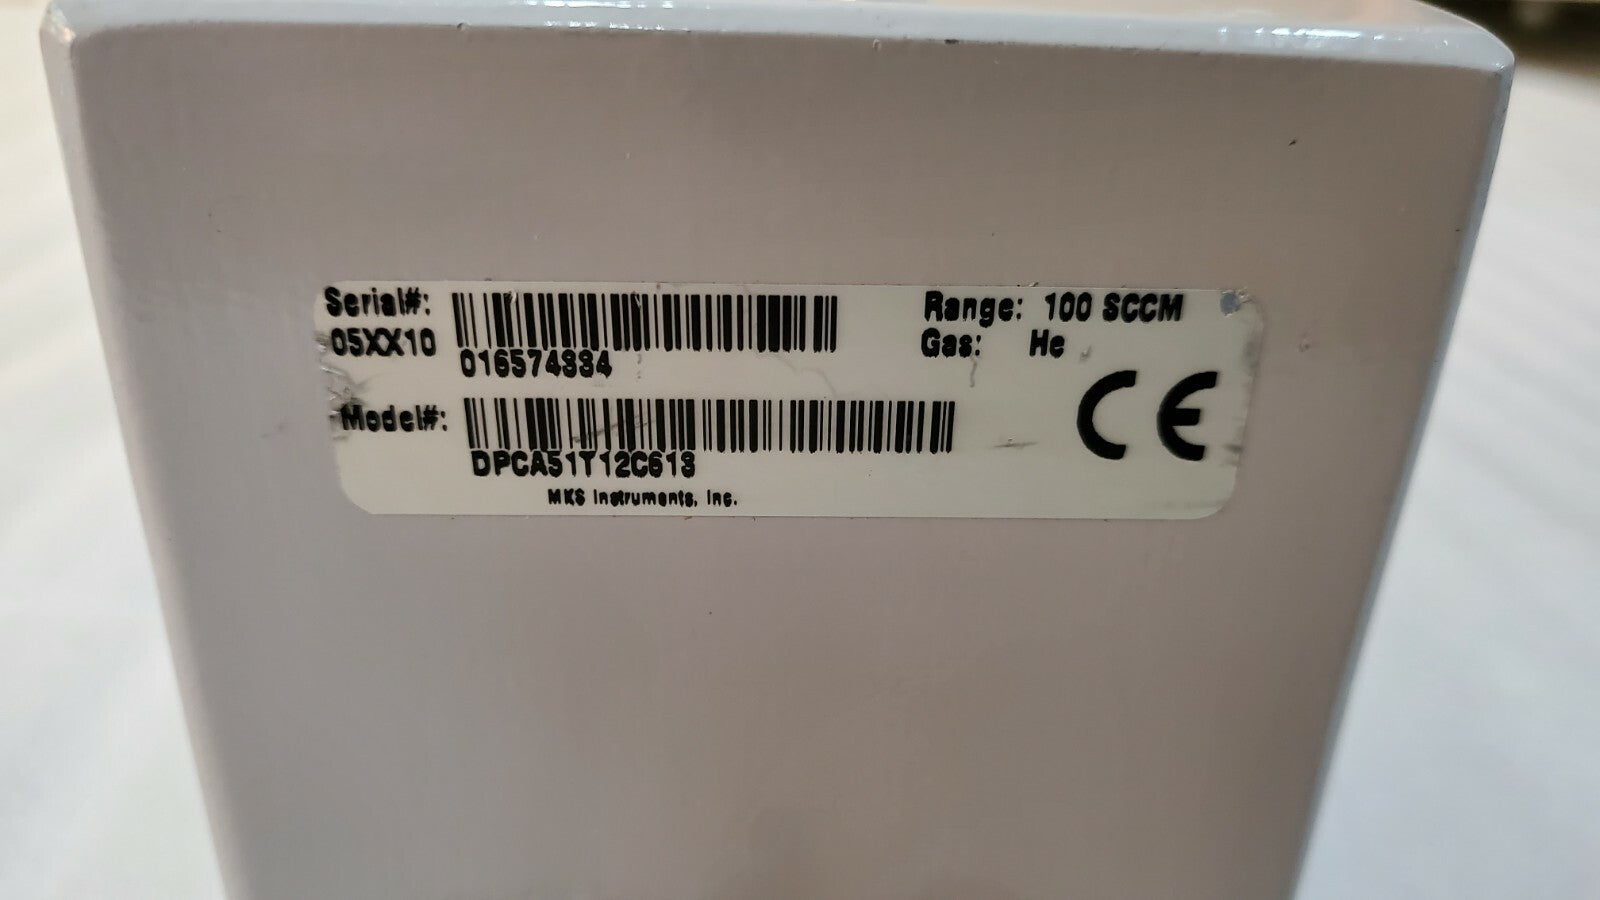 Serial#:
05XX10
016574334
Range: 100 SCCM
Gas: He
CE
Model#:
DPCA51T12C613
MKS Instruments, Inc.